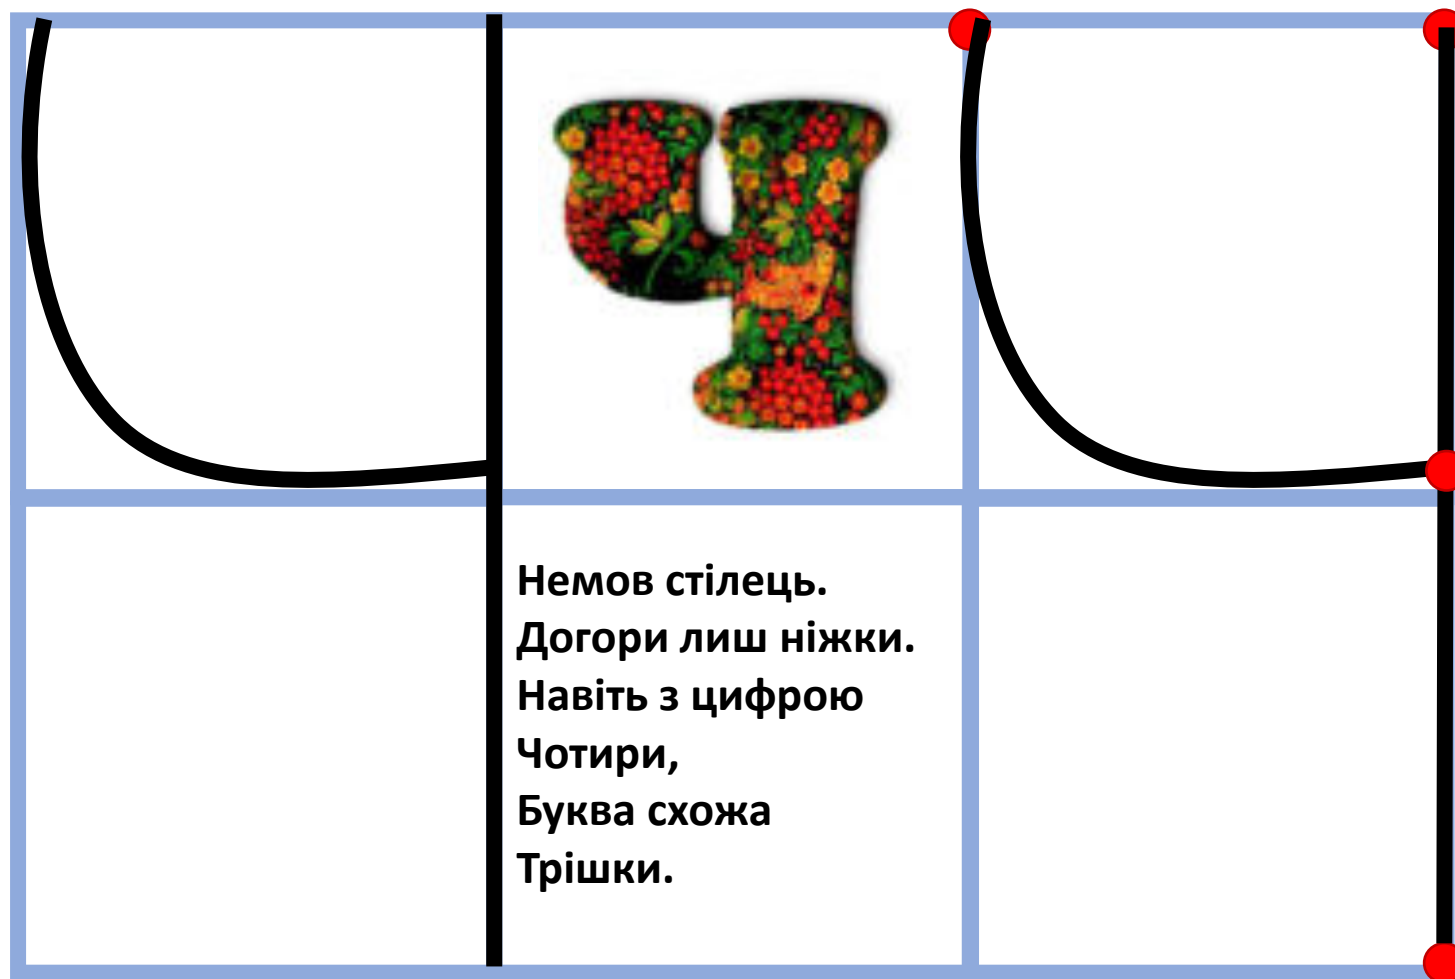 Ч
Немов стілець.
Догори лиш ніжки.
Навіть з цифрою
Чотири,
Буква схожа
Трішки.